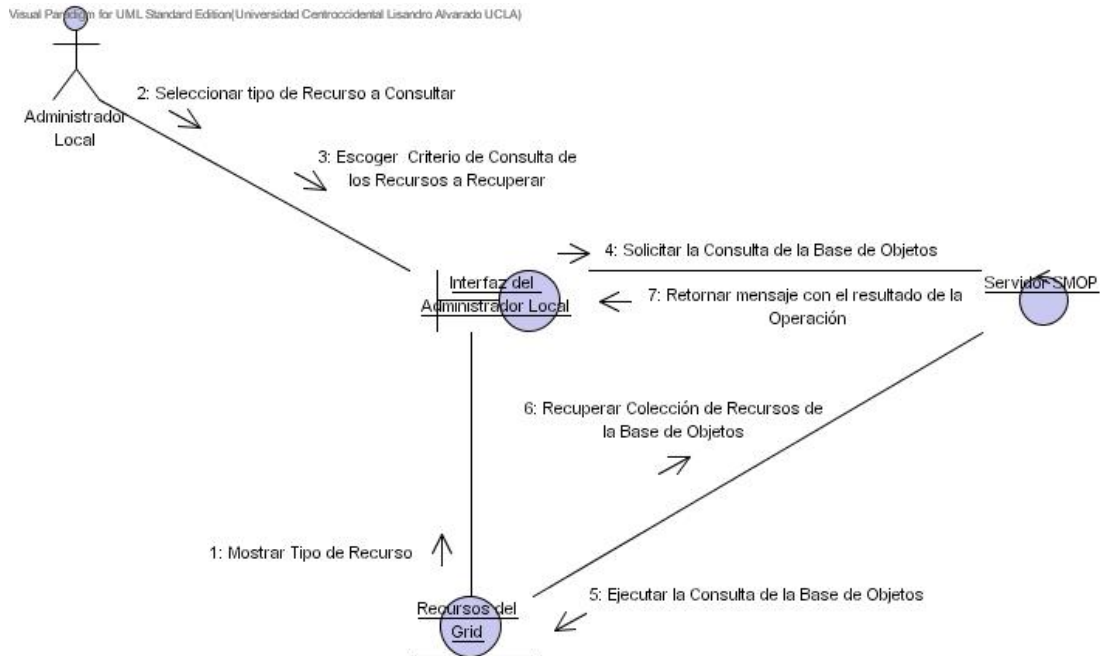 Visual Paradigm for UML Standard Edition(Universidad Centroccidental Lisandro Alvarado UCLA)
2: Seleccionar tipo de Recurso a Consultar
Administrador
Local
3: Escoger Criterio de Consulta de
los Recursos a Recuperar
4: Solicitar la Consulta de la Base de Objetos
Interfaz del
Administrador Local
Servidor SMOP
7: Retornar mensaje con el resultado de la
Operación
6: Recuperar Colección de Recursos de
la Base de Objetos
1: Mostrar Tipo de Recurso
5: Ejecutar la Consulta de la Base de Objetos
Recursos del
Grid